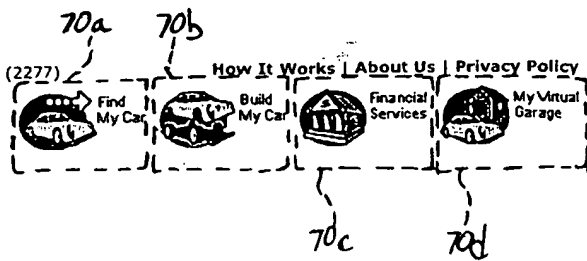 70a 70b
(2277) How It Works | About Us | Privacy Policy
Find My Car
Build My Car
Financial Services
My Virtual Garage
70c 70d